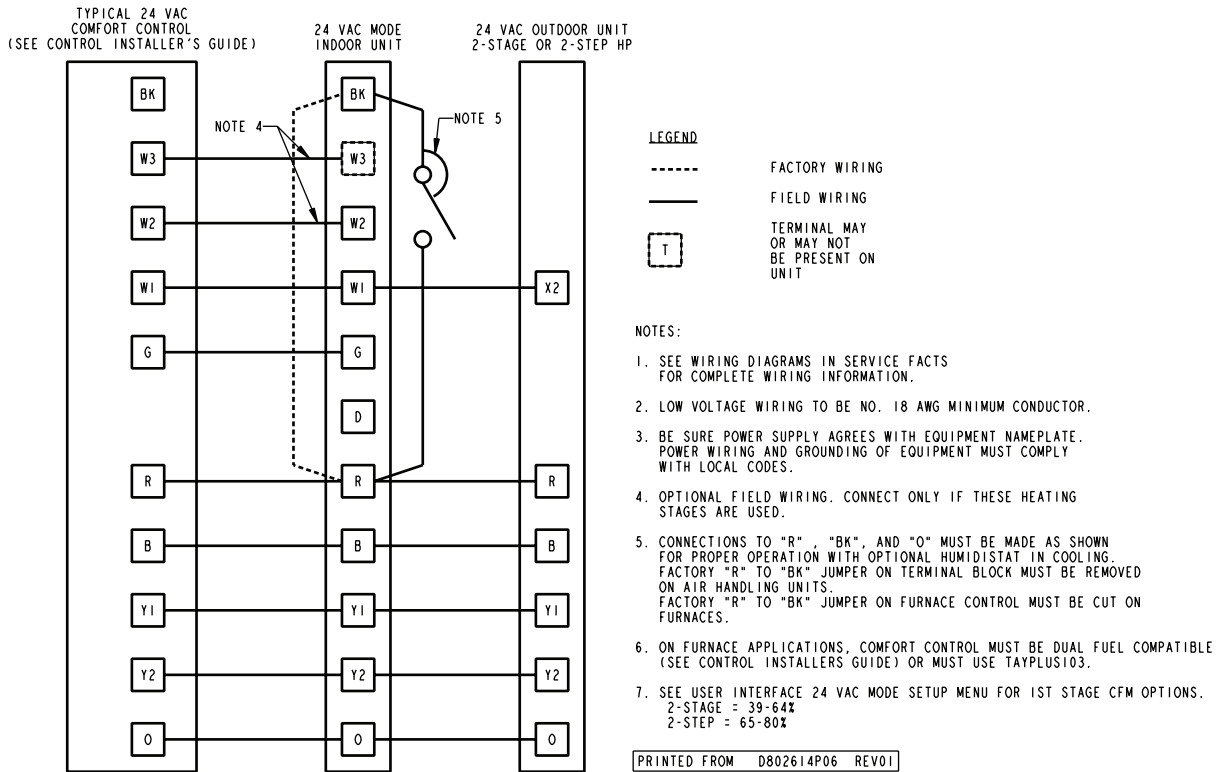 TYPICAL 24 VAC
COMFORT CONTROL
(SEE CONTROL INSTALLER'S GUIDE)
24 VAC MODE
INDOOR UNIT
24 VAC OUTDOOR UNIT
2-STAGE OR 2-STEP HP
BK
BK
NOTE 4
NOTE 5
W3
W3
W2
W2
W1
W1
X2
G
G
D
R
R
R
B
B
B
Y1
Y1
Y1
Y2
Y2
Y2
O
O
O
LEGEND
FACTORY WIRING
FIELD WIRING
T
TERMINAL MAY
OR MAY NOT
BE PRESENT ON
UNIT
NOTES:
1. SEE WIRING DIAGRAMS IN SERVICE FACTS
FOR COMPLETE WIRING INFORMATION.
2. LOW VOLTAGE WIRING TO BE NO. 18 AWG MINIMUM CONDUCTOR.
3. BE SURE POWER SUPPLY AGREES WITH EQUIPMENT NAMEPLATE.
POWER WIRING AND GROUNDING OF EQUIPMENT MUST COMPLY
WITH LOCAL CODES.
4. OPTIONAL FIELD WIRING. CONNECT ONLY IF THESE HEATING
STAGES ARE USED.
5. CONNECTIONS TO "R" , "BK", AND "O" MUST BE MADE AS SHOWN
FOR PROPER OPERATION WITH OPTIONAL HUMIDISTAT IN COOLING.
FACTORY "R" TO "BK" JUMPER ON TERMINAL BLOCK MUST BE REMOVED
ON AIR HANDLING UNITS.
FACTORY "R" TO "BK" JUMPER ON FURNACE CONTROL MUST BE CUT ON
FURNACES.
6. ON FURNACE APPLICATIONS, COMFORT CONTROL MUST BE DUAL FUEL COMPATIBLE
(SEE CONTROL INSTALLERS GUIDE) OR MUST USE TAYPLUS103.
7. SEE USER INTERFACE 24 VAC MODE SETUP MENU FOR 1ST STAGE CFM OPTIONS.
2-STAGE = 39-64%
2-STEP = 65-80%
PRINTED FROM D802614P06 REV01